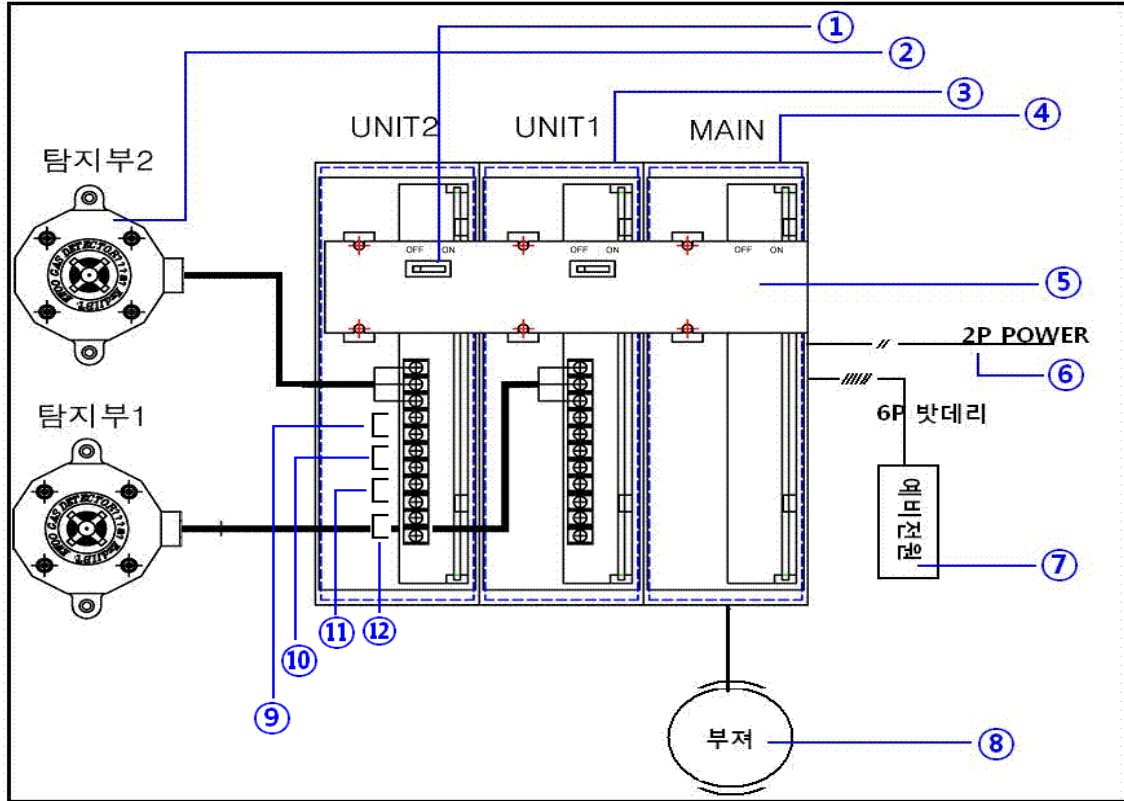 ①
②
③
④
UNIT2 UNIT1 MAIN
탐지부2
OFF ON OFF ON OFF ON
⑤
2P POWER
⑥
6P 밧데리
탐지부1
예비전원
⑦
⑪ ⑫
⑩
⑨
부져
⑧